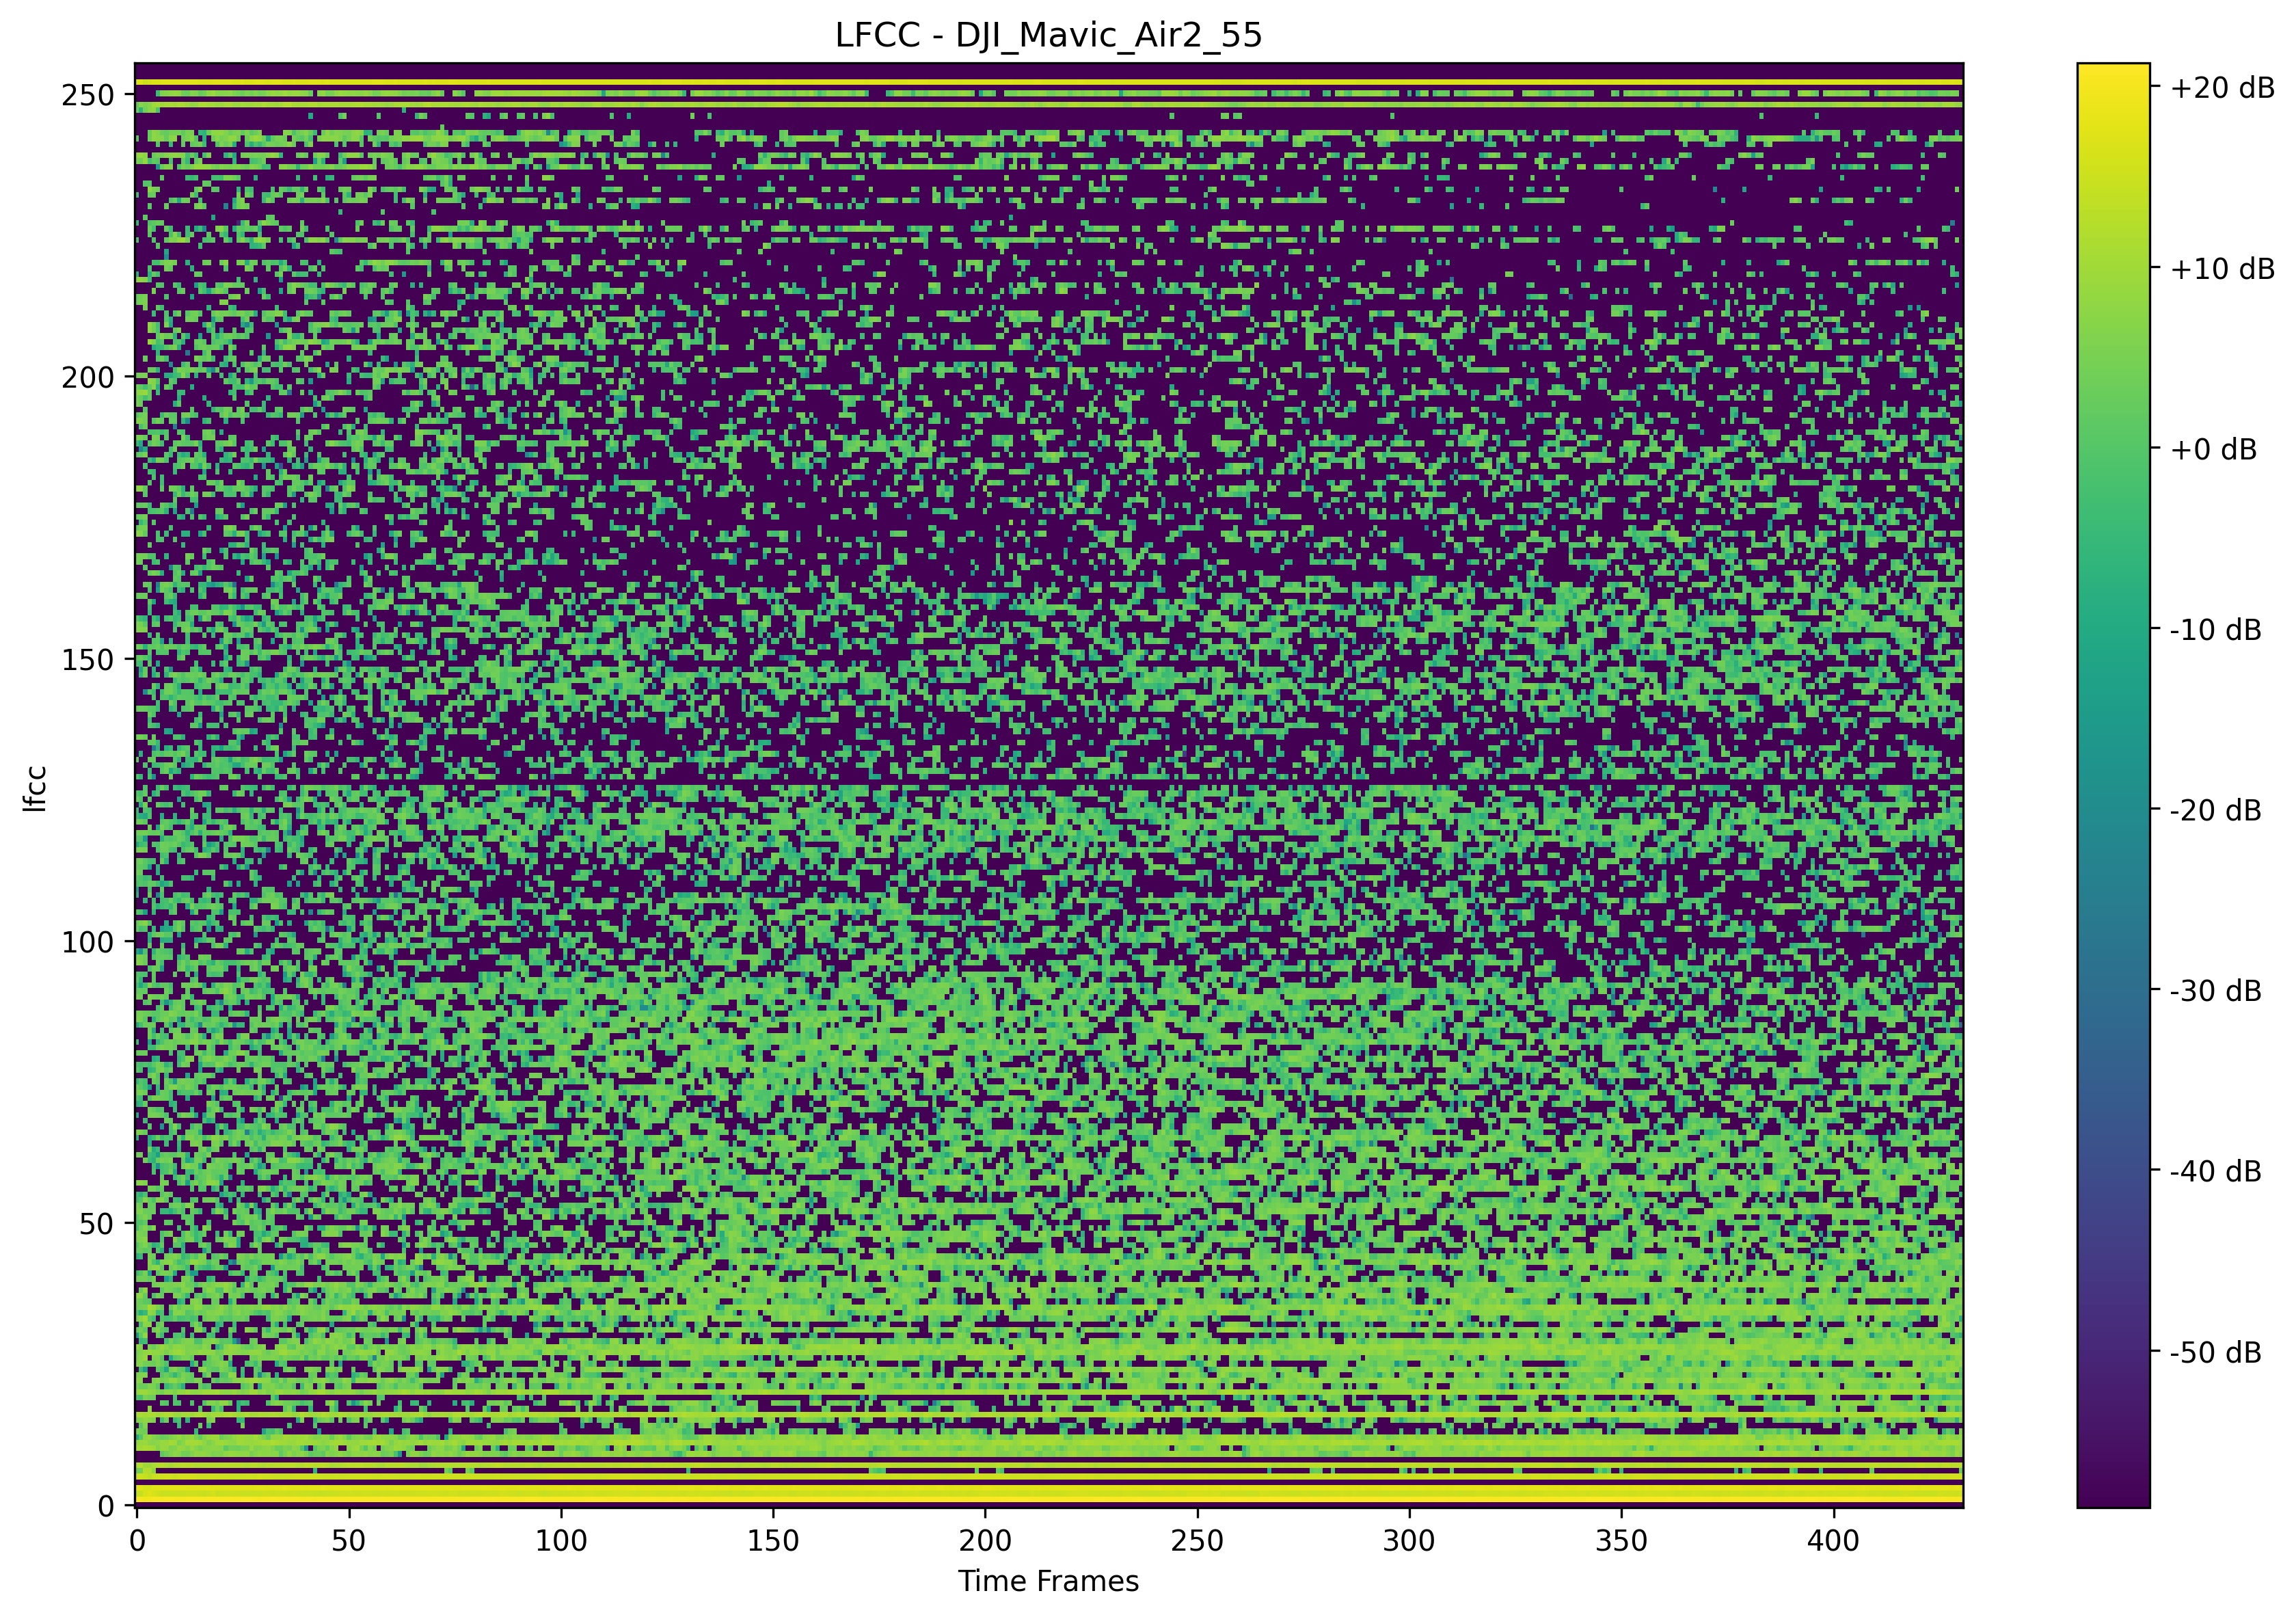 LFCC - DJI_Mavic_Air2_55
250
200
150
100
50
0
lfcc
0 50 100 150 200 250 300 350 400
Time Frames
+20 dB
+10 dB
+0 dB
-10 dB
-20 dB
-30 dB
-40 dB
-50 dB